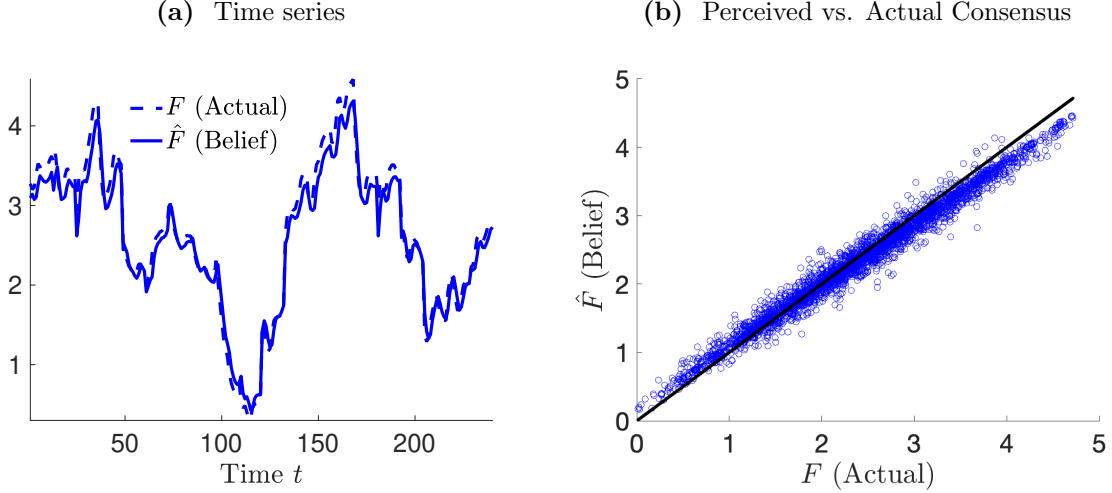 (a) Time series
F (Actual)
F̂ (Belief)
4
3
2
1
50 100 150 200
Time t
(b) Perceived vs. Actual Consensus
5
4
3
2
1
0
F̂ (Belief)
0 1 2 3 4 5
F (Actual)